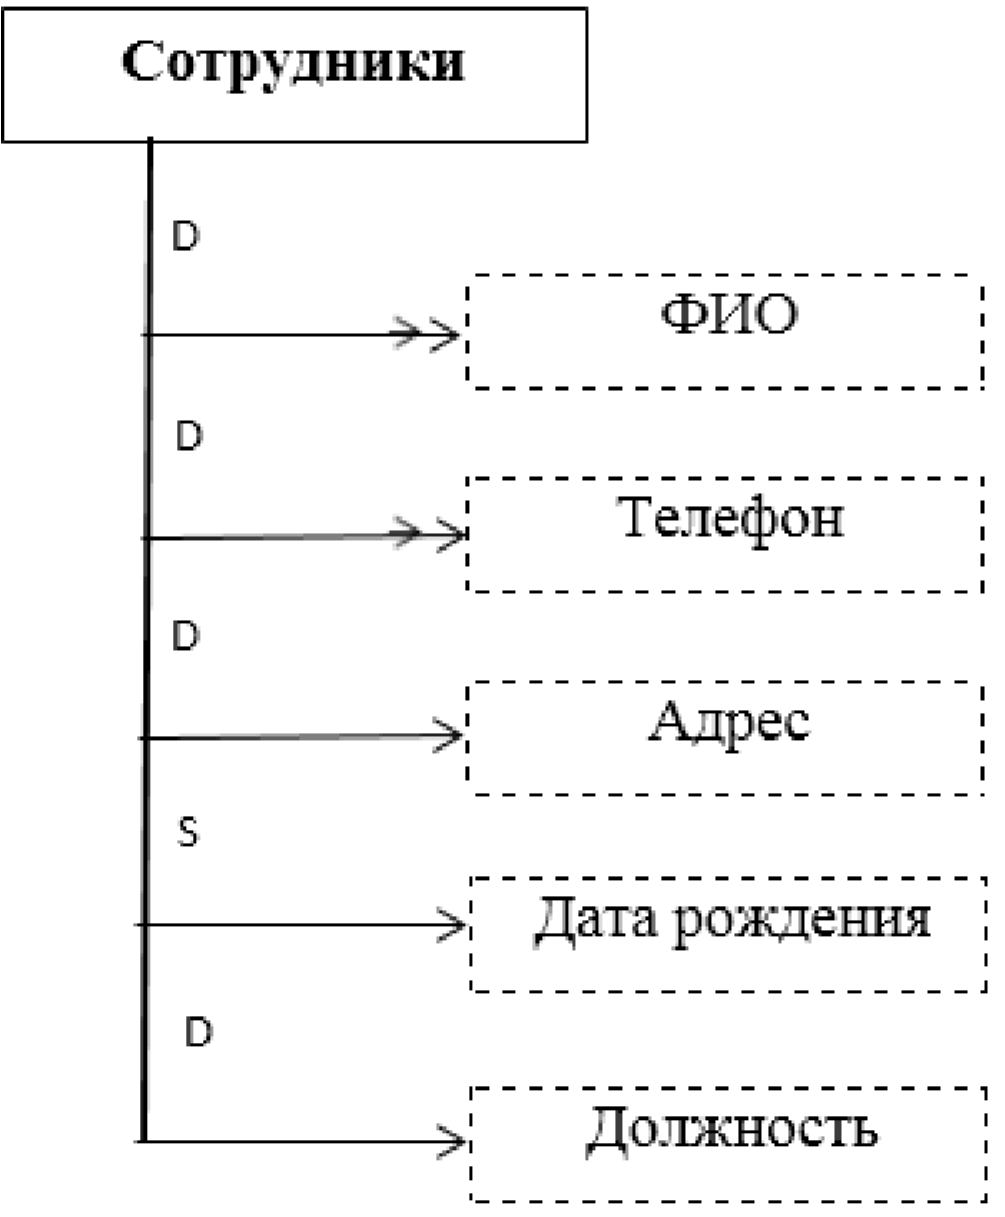 Сотрудники
D
ФИО
D
Телефон
D
Адрес
S
Дата рождения
D
Должность